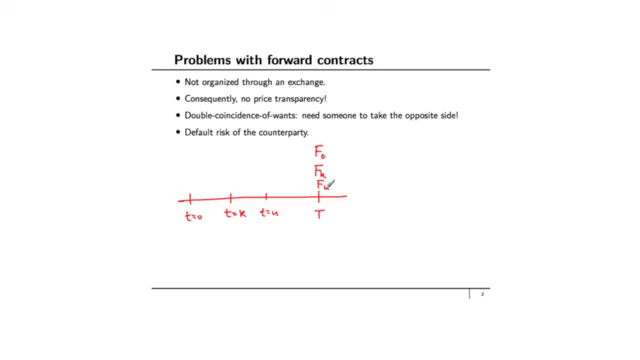 Problems with forward contracts
• Not organized through an exchange.
• Consequently, no price transparency!
• Double-coincidence-of-wants: need someone to take the opposite side!
• Default risk of the counterparty.
F₀
Fₖ
Fᵤ
t=0 t=k t=u T
2